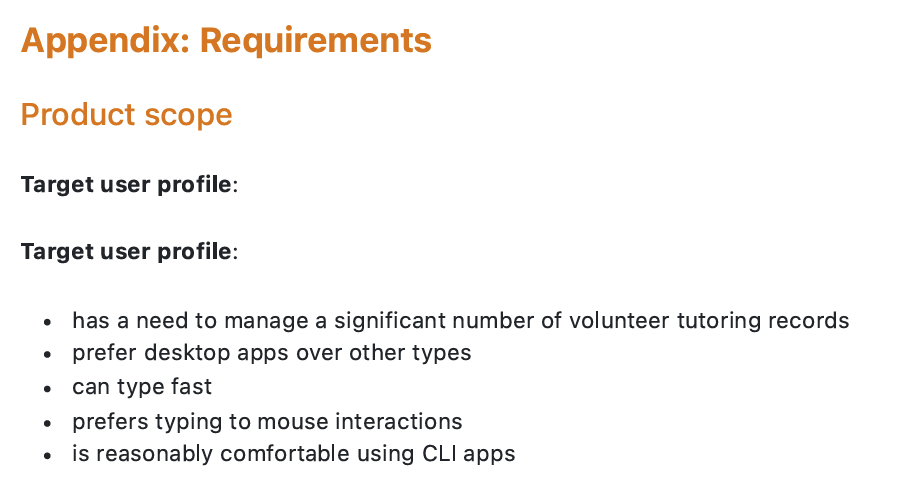 Appendix: Requirements
Product scope
Target user profile:
Target user profile:
• has a need to manage a significant number of volunteer tutoring records
• prefer desktop apps over other types
• can type fast
• prefers typing to mouse interactions
• is reasonably comfortable using CLI apps